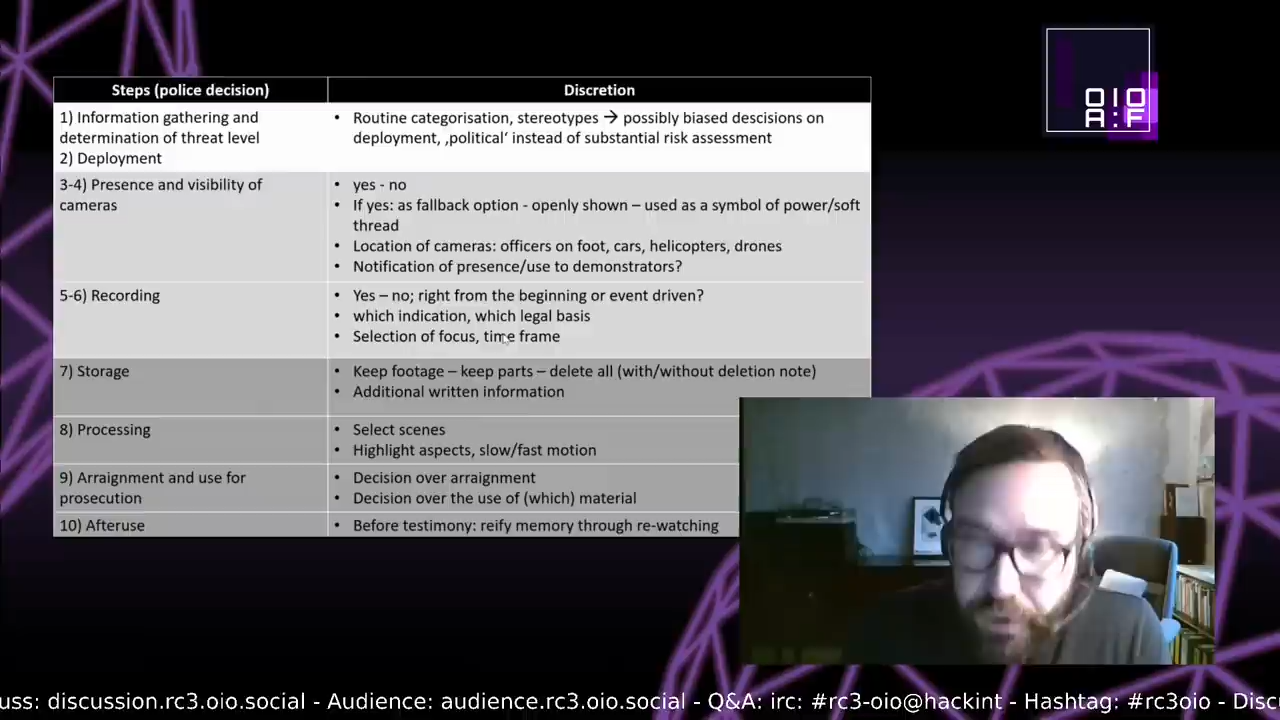 OIO
A:F
Steps (police decision)
Discretion
1) Information gathering and
determination of threat level
2) Deployment
• Routine categorisation, stereotypes → possibly biased descisions on
deployment, ‚political‘ instead of substantial risk assessment
3-4) Presence and visibility of
cameras
• yes - no
• If yes: as fallback option - openly shown – used as a symbol of power/soft
thread
• Location of cameras: officers on foot, cars, helicopters, drones
• Notification of presence/use to demonstrators?
5-6) Recording
• Yes – no; right from the beginning or event driven?
• which indication, which legal basis
• Selection of focus, time frame
7) Storage
• Keep footage – keep parts – delete all (with/without deletion note)
• Additional written information
8) Processing
• Select scenes
• Highlight aspects, slow/fast motion
9) Arraignment and use for
prosecution
• Decision over arraignment
• Decision over the use of (which) material
10) Afteruse
• Before testimony: reify memory through re-watching
uss: discussion.rc3.oio.social - Audience: audience.rc3.oio.social - Q&A: irc: #rc3-oio@hackint - Hashtag: #rc3oio - Disc